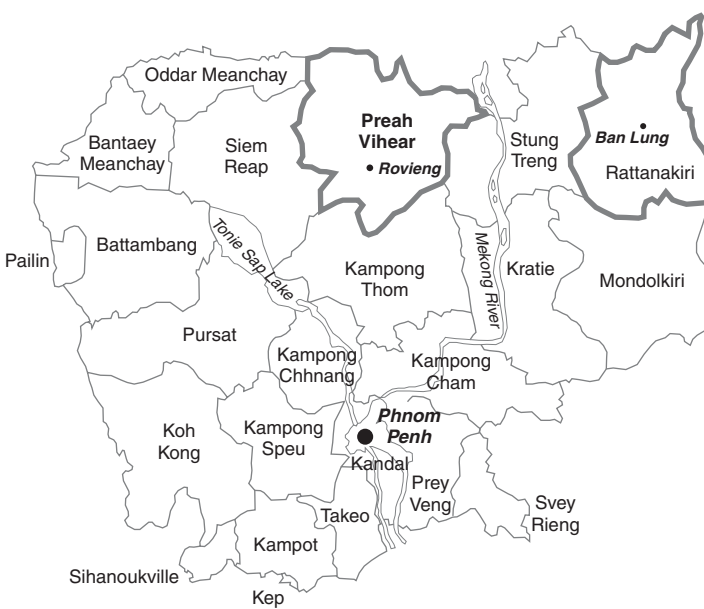 Oddar Meanchay
Preah
Vihear
Rovieng
Bantaey
Meanchay
Siem
Reap
Stung
Treng
Ban Lung
Rattanakiri
Pailin
Battambang
Tonie Sap Lake
Kampong
Thom
Mekong River
Kratie
Mondolkiri
Pursat
Kampong
Chhnang
Kampong
Cham
Koh
Kong
Kampong
Speu
Phnom
Penh
Kandal
Prey
Veng
Svey
Rieng
Takeo
Kampot
Sihanoukville
Kep